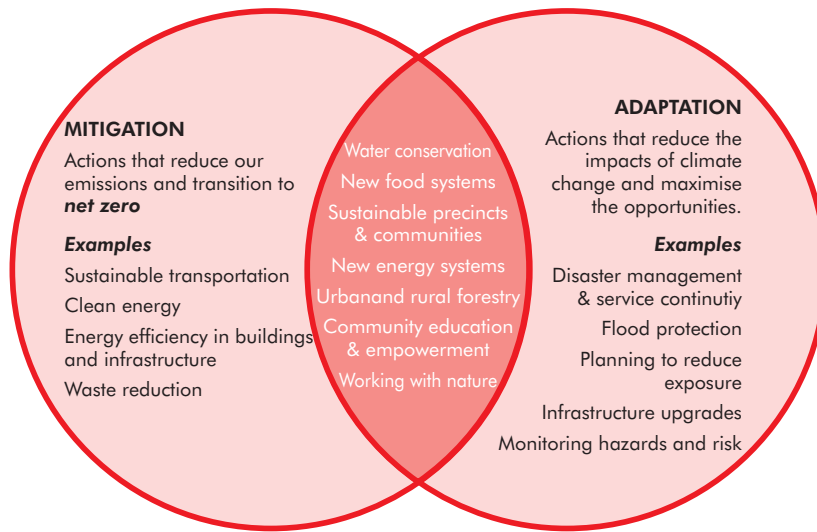 MITIGATION
Actions that reduce our
emissions and transition to
net zero
Examples
Sustainable transportation
Clean energy
Energy efficiency in buildings
and infrastructure
Waste reduction
Water conservation
New food systems
Sustainable precincts
& communities
New energy systems
Urbanand rural forestry
Community education
& empowerment
Working with nature
ADAPTATION
Actions that reduce the
impacts of climate
change and maximise
the opportunities.
Examples
Disaster management
& service continutiy
Flood protection
Planning to reduce
exposure
Infrastructure upgrades
Monitoring hazards and risk